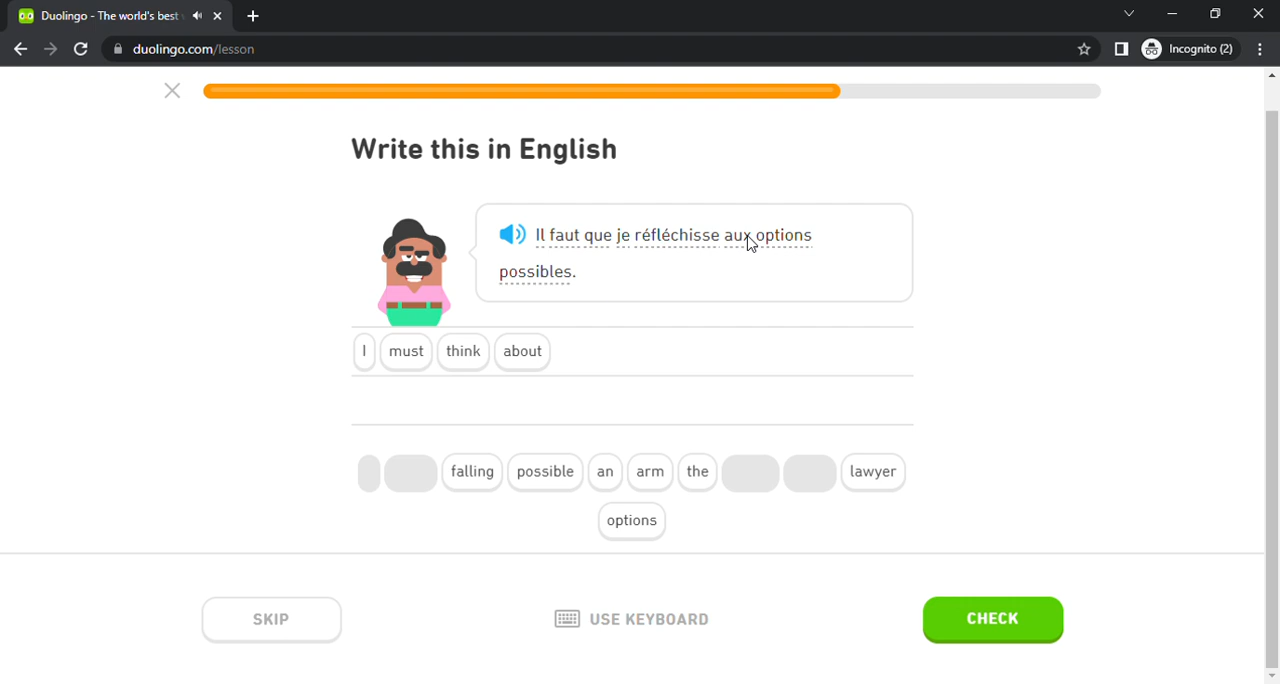 Duolingo - The world's best
duolingo.com/lesson
Incognito (2)
Write this in English
Il faut que je réfléchisse aux options
possibles.
I must think about
falling possible an arm the lawyer
options
SKIP
USE KEYBOARD
CHECK